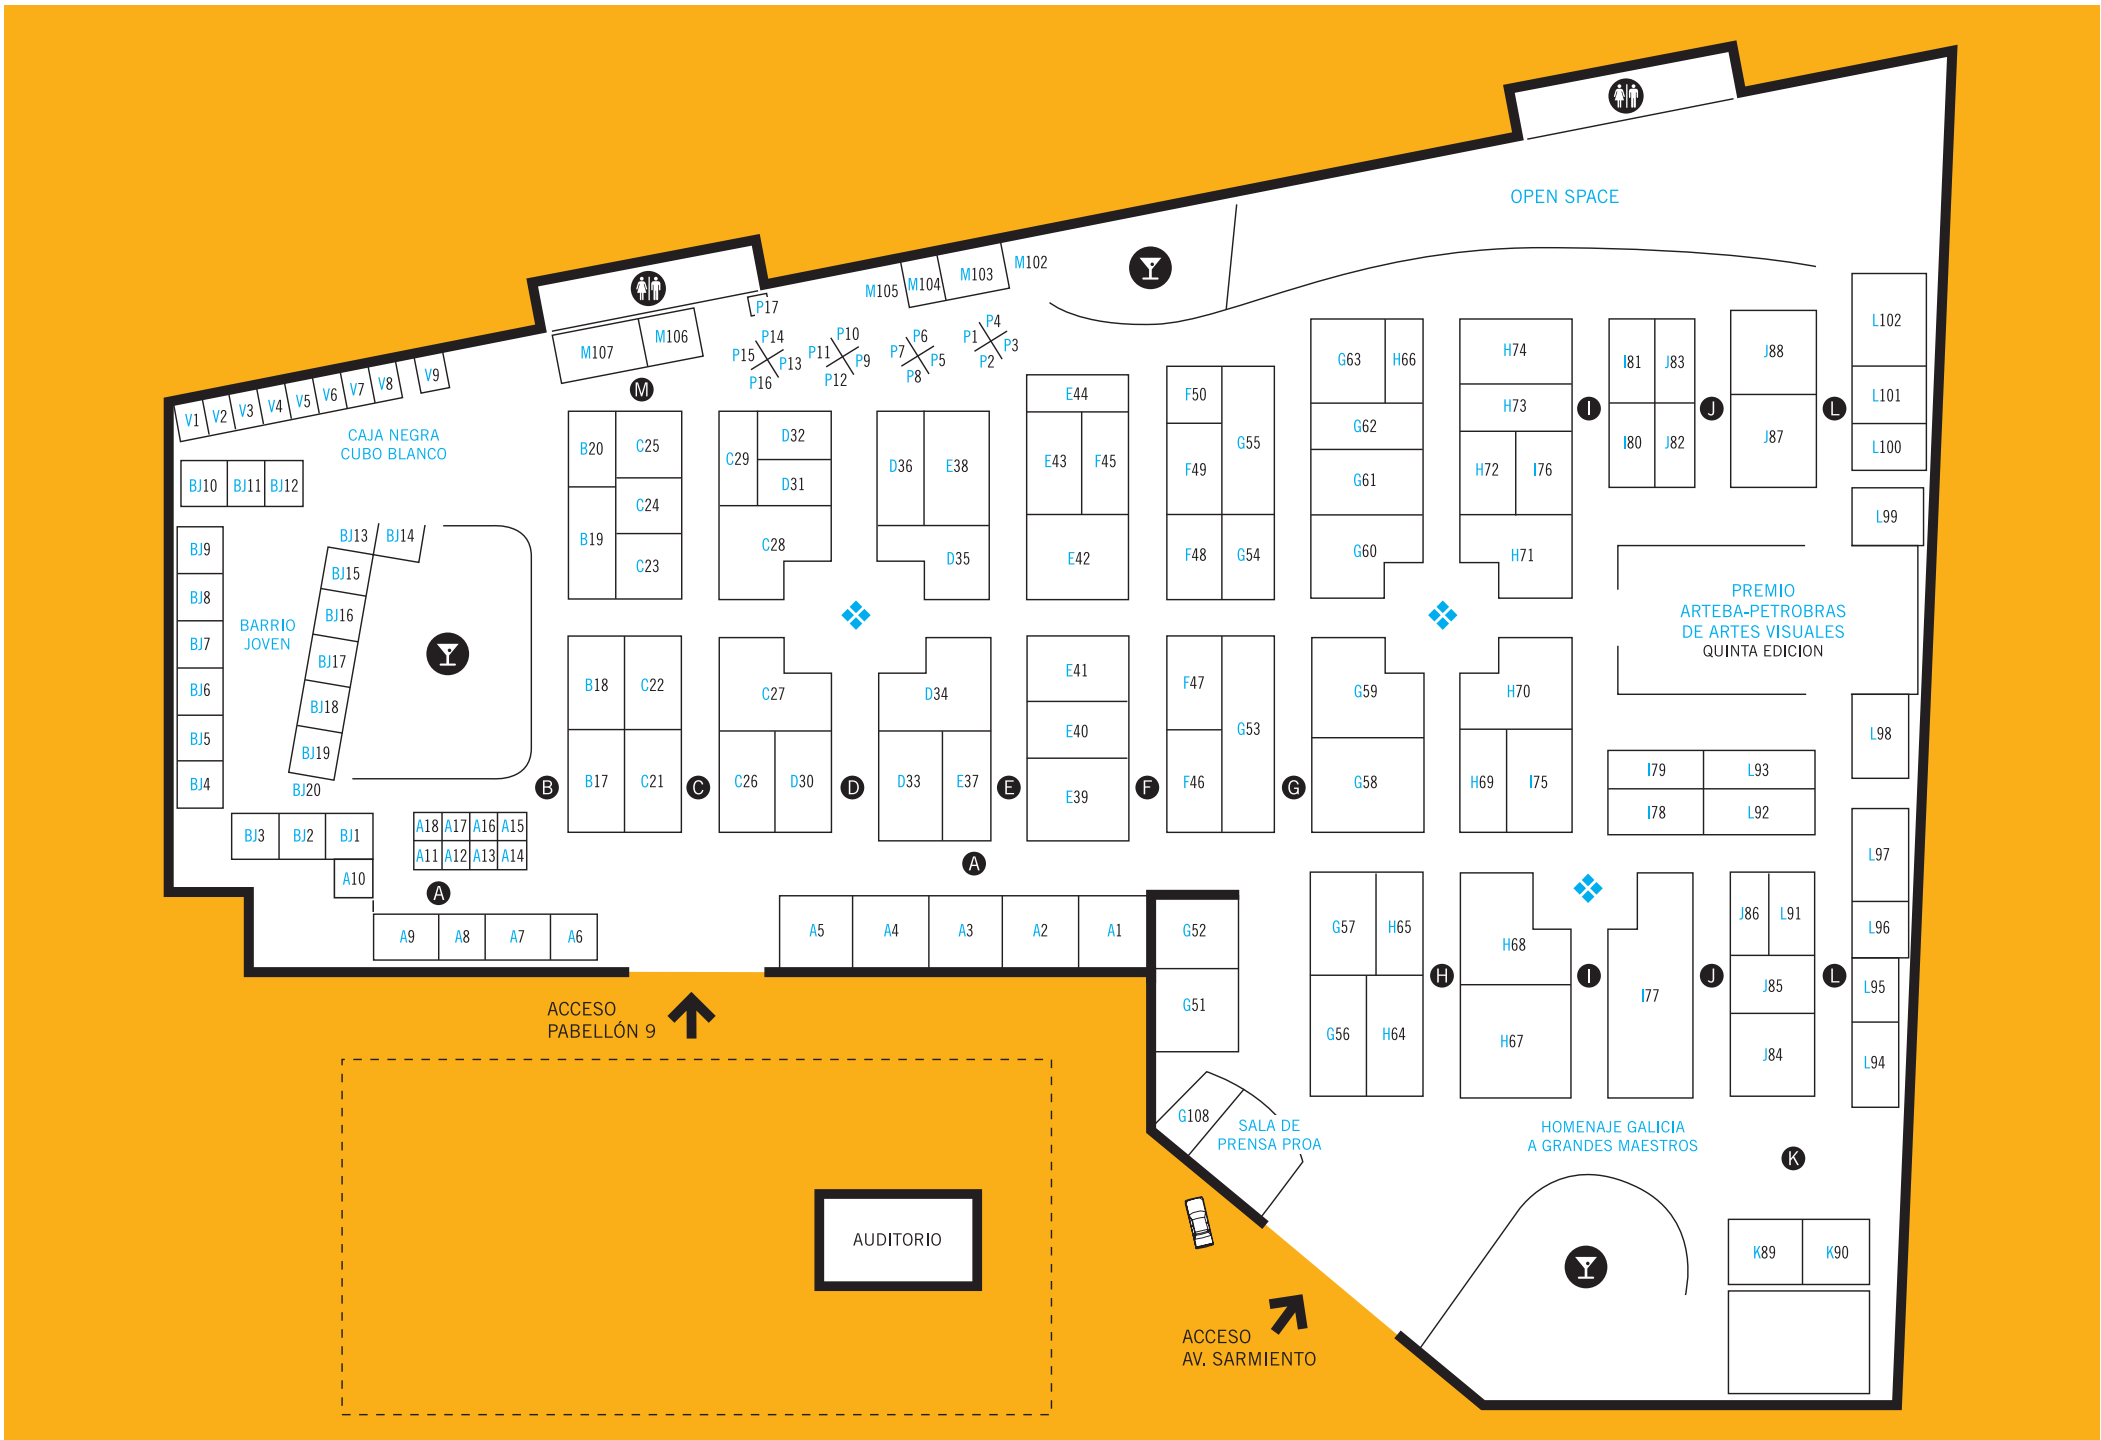 OPEN SPACE
M102
M103
M104
M105
P17
M106
M107
P14
P15
P13
P16
P10
P11
P9
P12
P6
P7
P5
P8
P4
P1
P3
P2
M
V1
V2
V3
V4
V5
V6
V7
V8
V9
CAJA NEGRA
CUBO BLANCO
BJ10
BJ11
BJ12
BJ13
BJ14
BJ9
BJ15
BJ8
BJ16
BARRIO
JOVEN
BJ7
BJ17
BJ6
BJ18
BJ5
BJ19
BJ4
BJ20
BJ3
BJ2
BJ1
A10
A18
A17
A16
A15
A11
A12
A13
A14
A
A9
A8
A7
A6
B20
C25
C24
B19
C23
C29
D32
D31
C28
D36
E38
D35
E44
E43
E45
E42
F50
G55
F49
F48
G54
G63
H66
G62
G61
G60
H74
H73
H72
I76
H71
I
I81
J83
I80
J82
J
J88
J87
L
L102
L101
L100
L99
PREMIO
ARTEBA-PETROBRAS
DE ARTES VISUALES
QUINTA EDICION
B18
C22
B17
C21
B
C
C27
C26
D30
D
D34
D33
E37
E
E41
E40
E39
F
F47
G53
F46
G
G59
G58
H70
H69
I75
I79
L93
I78
L92
L98
L97
L96
L95
L94
A
A5
A4
A3
A2
A1
G52
G51
G57
H65
G56
H64
H
H68
H67
I
I77
J
J86
L91
J85
J84
L
ACCESO
PABELLÓN 9
G108
SALA DE
PRENSA PROA
HOMENAJE GALICIA
A GRANDES MAESTROS
K
K89
K90
AUDITORIO
ACCESO
AV. SARMIENTO